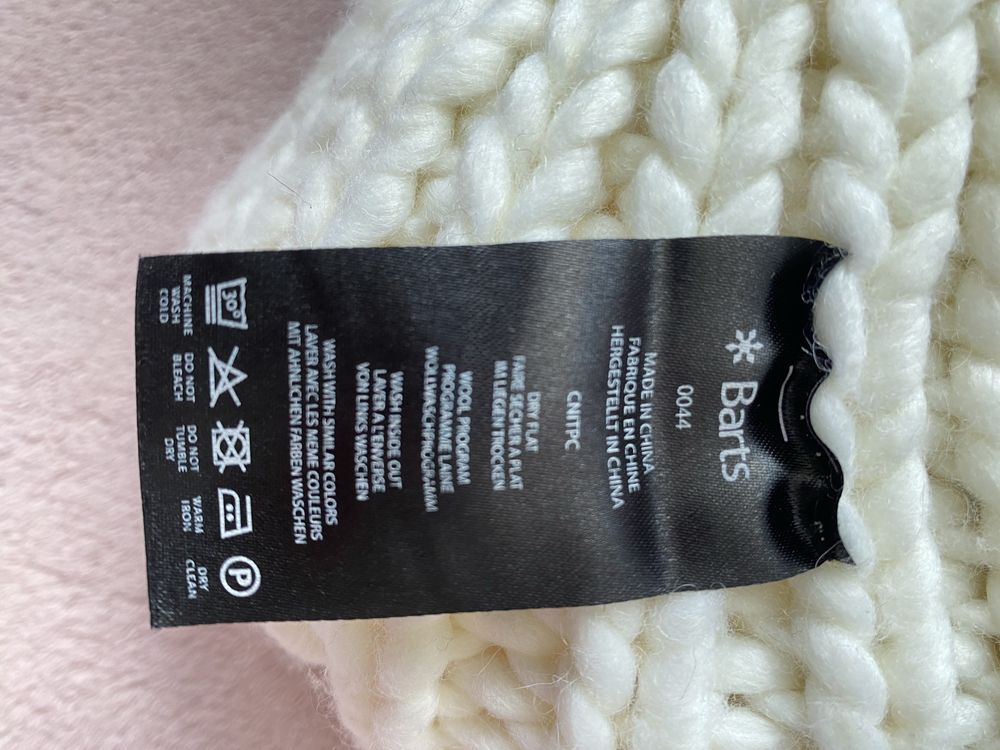 Barts
0044
MADE IN CHINA
FABRIQUE EN CHINE
HERGESTELLT IN CHINA
CNITPC
DRY FLAT
FAIRE SECHER A PLAT
IM LIEGEN TROCKEN
WOOL PROGRAM
PROGRAMME LAINE
WOLLWASCHPROGRAMM
WASH INSIDE OUT
LAVER A L'ENVERSE
VON LINKS WASCHEN
WASH WITH SIMILAR COLORS
LAVER AVEC LES MEME COULEURS
MIT AHNLICHEN FARBEN WASCHEN
30°
P
MACHINE WASH COLD
DO NOT BLEACH
DO NOT TUMBLE DRY
WARM IRON
DRY CLEAN